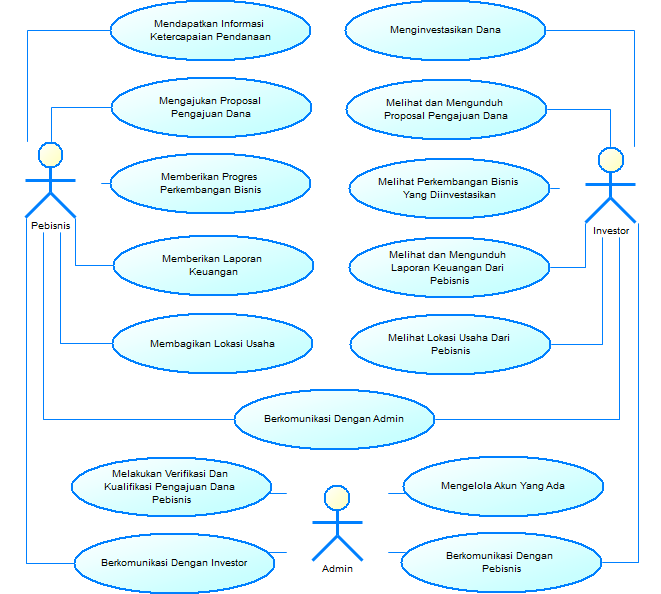 Mendapatkan Informasi
Ketercapaian Pendanaan
Menginvestasikan Dana
Mengajukan Proposal
Pengajuan Dana
Melihat dan Mengunduh
Proposal Pengajuan Dana
Memberikan Progres
Perkembangan Bisnis
Melihat Perkembangan Bisnis
Yang Diinvestasikan
Pebisnis
Investor
Memberikan Laporan
Keuangan
Melihat dan Mengunduh
Laporan Keuangan Dari
Pebisnis
Membagikan Lokasi Usaha
Melihat Lokasi Usaha Dari
Pebisnis
Berkomunikasi Dengan Admin
Melakukan Verifikasi Dan
Kualifikasi Pengajuan Dana
Pebisnis
Mengelola Akun Yang Ada
Berkomunikasi Dengan Investor
Admin
Berkomunikasi Dengan
Pebisnis